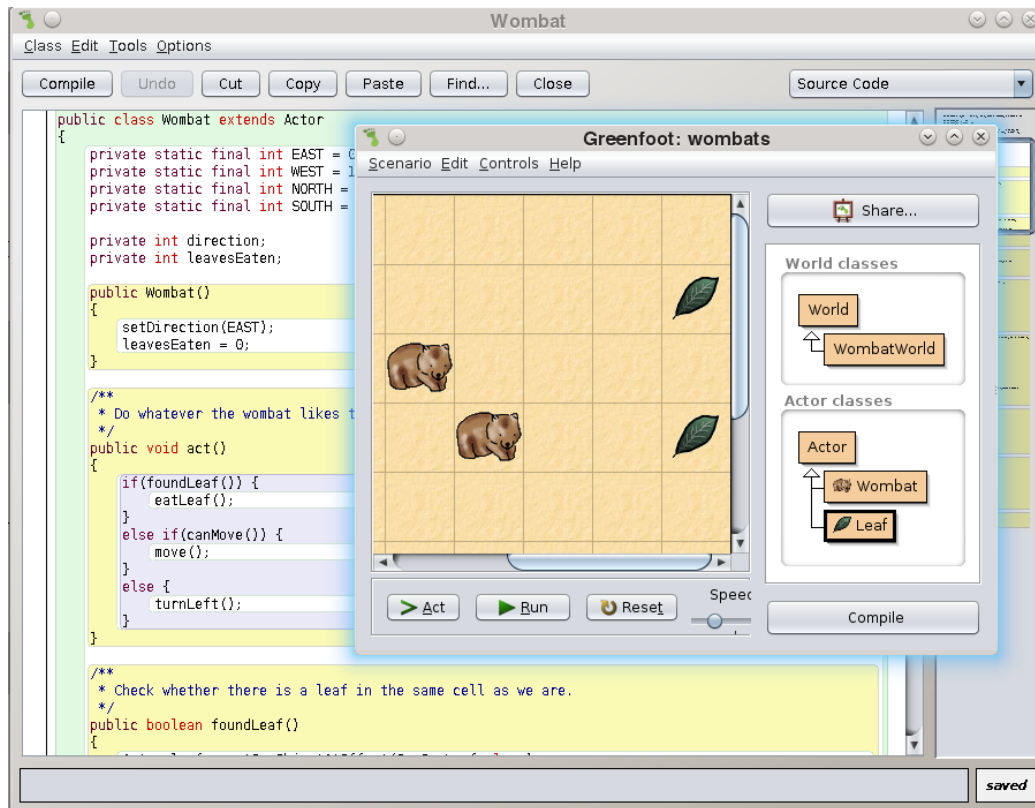 Wombat
Class Edit Tools Options
Compile Undo Cut Copy Paste Find... Close Source Code
public class Wombat extends Actor
{
private static final int EAST = 0
private static final int WEST = 1
private static final int NORTH =
private static final int SOUTH =
private int direction;
private int leavesEaten;
public Wombat()
{
setDirection(EAST);
leavesEaten = 0;
}
/**
* Do whatever the wombat likes t
*/
public void act()
{
if(foundLeaf()) {
eatLeaf();
}
else if(canMove()) {
move();
}
else {
turnLeft();
}
}
/**
* Check whether there is a leaf in the same cell as we are.
*/
public boolean foundLeaf()
{
Greenfoot: wombats
Scenario Edit Controls Help
Share...
World classes
World
WombatWorld
Actor classes
Actor
Wombat
Leaf
Act Run Reset Speed
Compile
saved